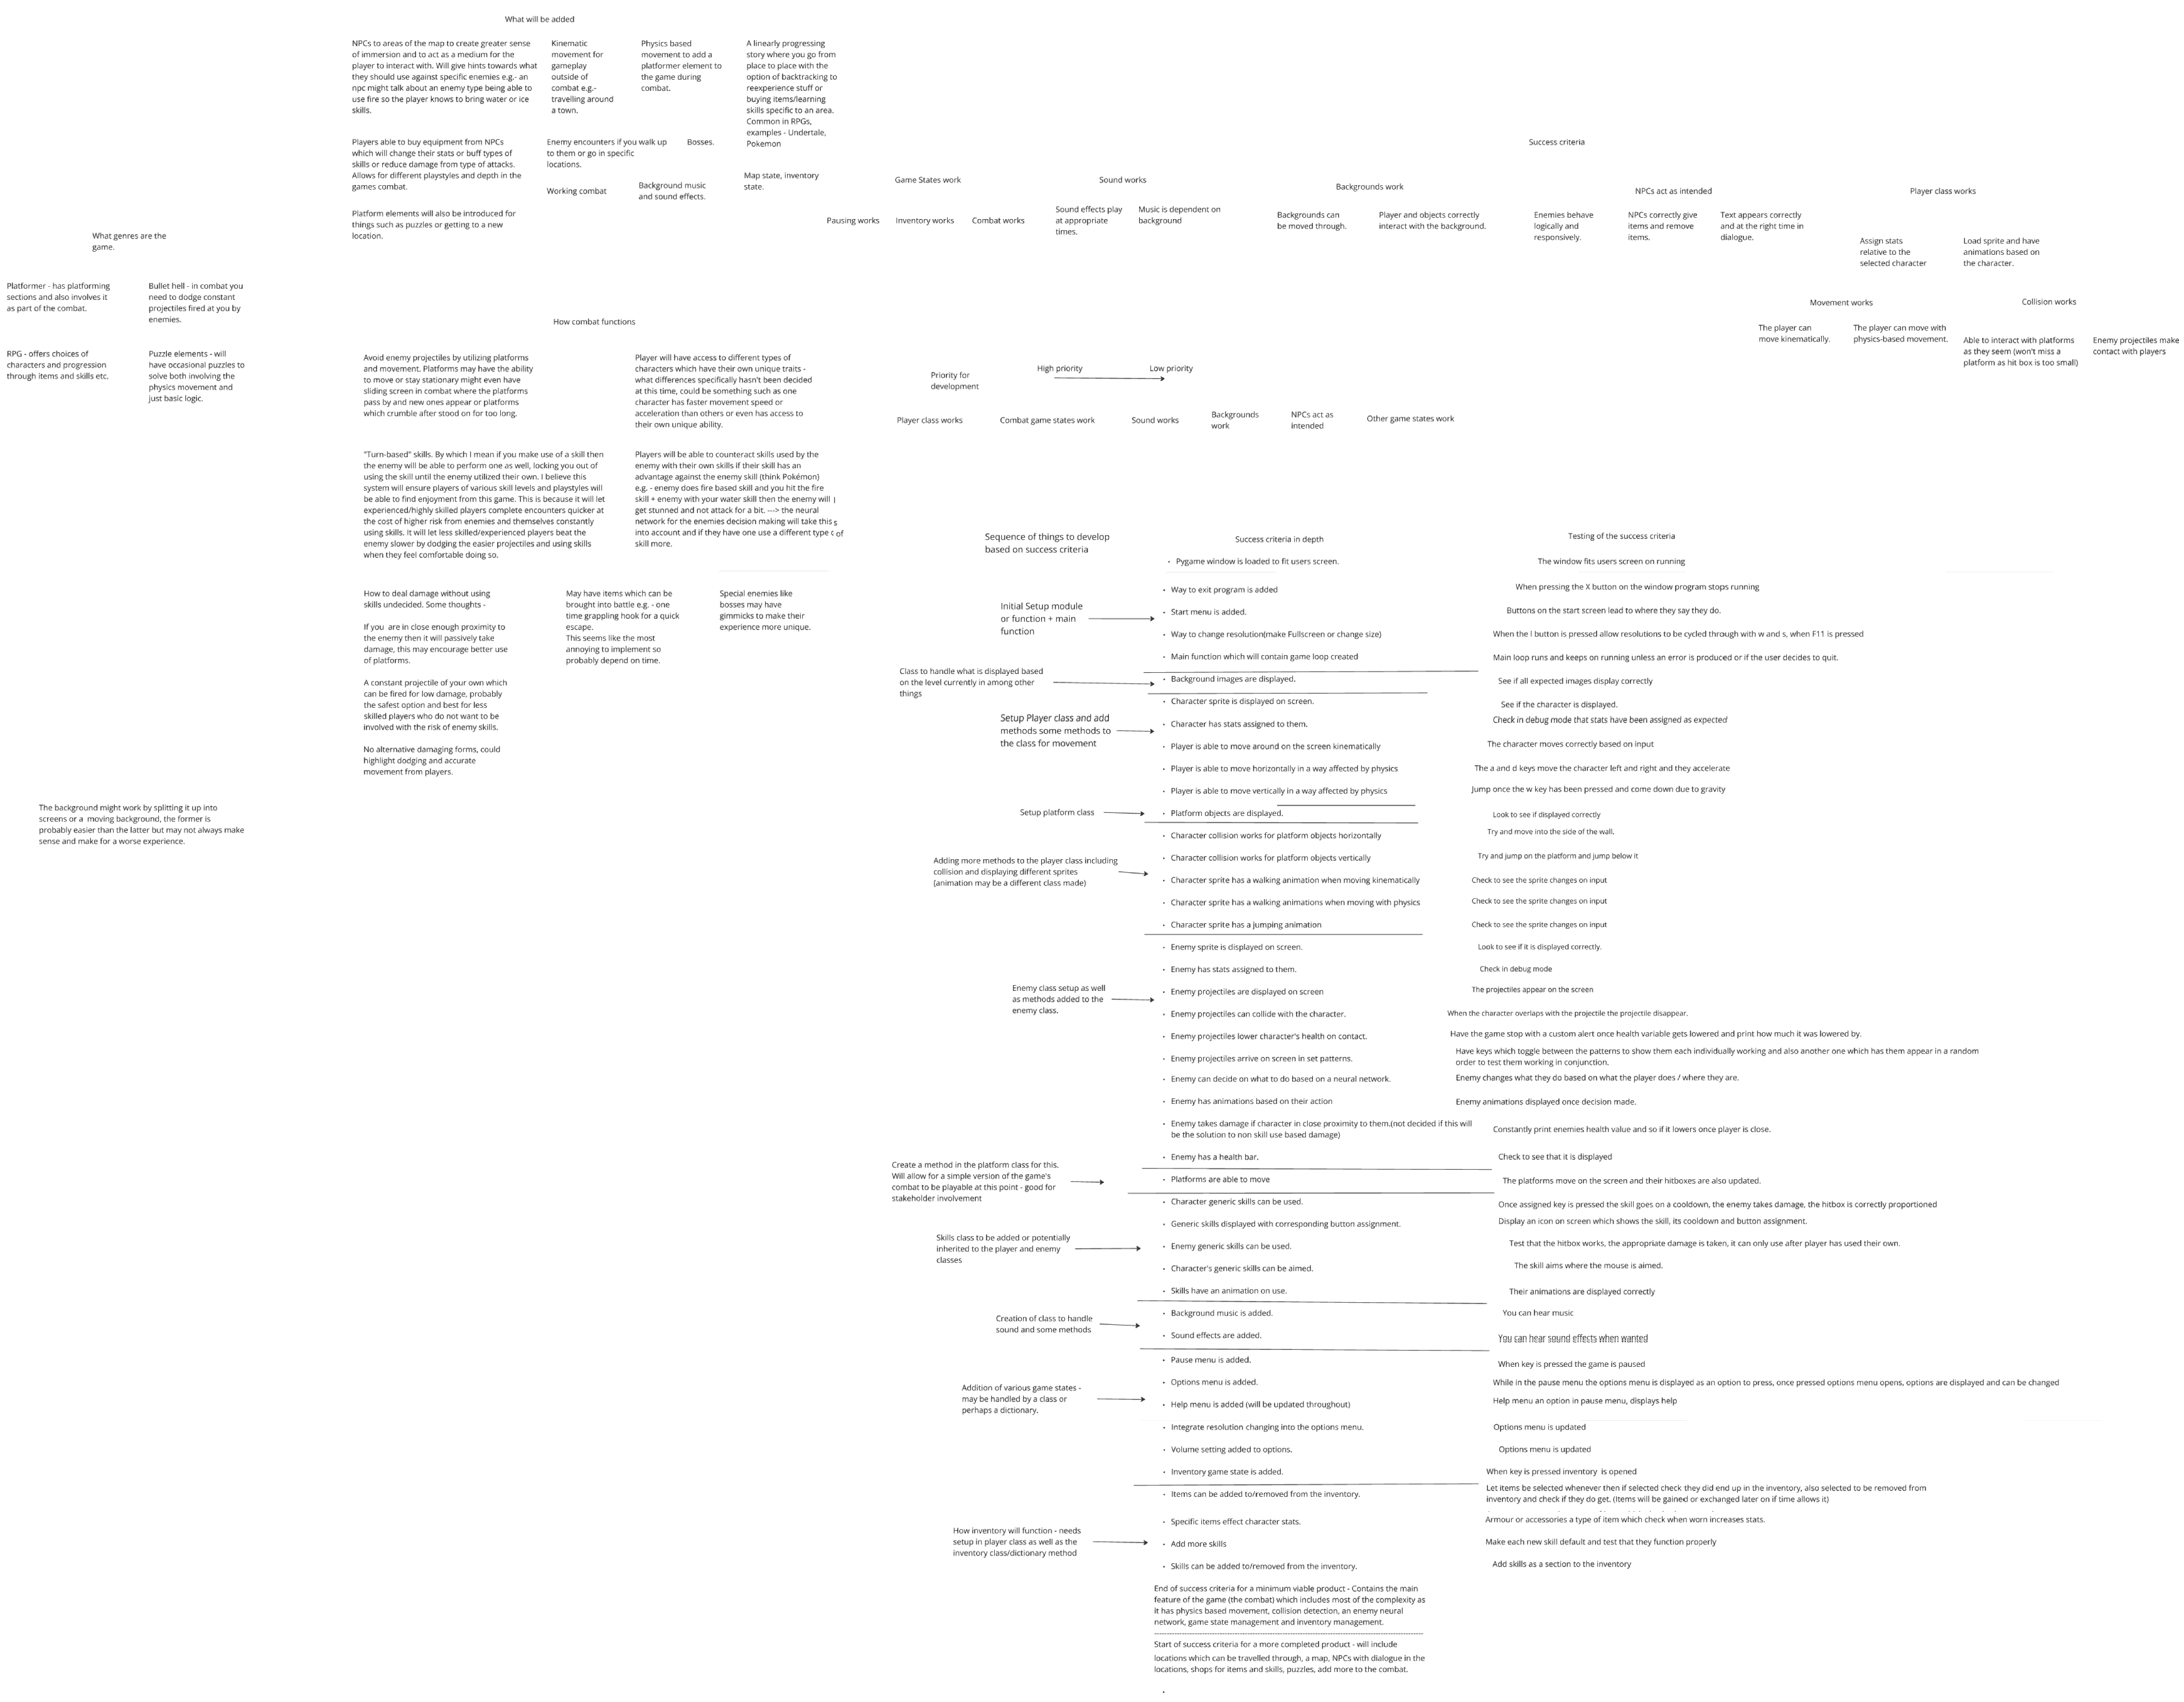 What will be added
NPCs to areas of the map to create greater sense
of immersion and to act as a medium for the
player to interact with. Will give hints towards what
they should use against specific enemies e.g.- an
npc might talk about an enemy type being able to
use fire so the player knows to bring water or ice
skills.
Kinematic
movement for
gameplay
outside of
combat e.g.-
travelling around
a town.
Physics based
movement to add a
platformer element to
the game during
combat.
A linearly progressing
story where you go from
place to place with the
option of backtracking to
reexperience stuff or
buying items/learning
skills specific to an area.
Common in RPGs,
examples - Undertale,
Pokemon
Players able to buy equipment from NPCs
which will change their stats or buff types of
skills or reduce damage from type of attacks.
Allows for different playstyles and depth in the
games combat.
Enemy encounters if you walk up
to them or go in specific
locations.
Bosses.
Working combat
Background music
and sound effects.
Map state, inventory
state.
Platform elements will also be introduced for
things such as puzzles or getting to a new
location.
What genres are the
game.
Platformer - has platforming
sections and also involves it
as part of the combat.
Bullet hell - in combat you
need to dodge constant
projectiles fired at you by
enemies.
RPG - offers choices of
characters and progression
through items and skills etc.
Puzzle elements - will
have occasional puzzles to
solve both involving the
physics movement and
just basic logic.
Success criteria
Game States work
Pausing works
Inventory works
Combat works
Sound works
Sound effects play
at appropriate
times.
Music is dependent on
background
Backgrounds work
Backgrounds can
be moved through.
Player and objects correctly
interact with the background.
NPCs act as intended
Enemies behave
logically and
responsively.
NPCs correctly give
items and remove
items.
Text appears correctly
and at the right time in
dialogue.
Player class works
Assign stats
relative to the
selected character
Load sprite and have
animations based on
the character.
Movement works
The player can
move kinematically.
The player can move with
physics-based movement.
Collision works
Able to interact with platforms
as they seem (won't miss a
platform as hit box is too small)
Enemy projectiles make
contact with players
How combat functions
Avoid enemy projectiles by utilizing platforms
and movement. Platforms may have the ability
to move or stay stationary might even have
sliding screen in combat where the platforms
pass by and new ones appear or platforms
which crumble after stood on for too long.
Player will have access to different types of
characters which have their own unique traits -
what differences specifically hasn't been decided
at this time, could be something such as one
character has faster movement speed or
acceleration than others or even has access to
their own unique ability.
"Turn-based" skills. By which I mean if you make use of a skill then
the enemy will be able to perform one as well, locking you out of
using the skill until the enemy utilized their own. I believe this
system will ensure players of various skill levels and playstyles will
be able to find enjoyment from this game. This is because it will let
experienced/highly skilled players complete encounters quicker at
the cost of higher risk from enemies and themselves constantly
using skills. It will let less skilled/experienced players beat the
enemy slower by dodging the easier projectiles and using skills
when they feel comfortable doing so.
Players will be able to counteract skills used by the
enemy with their own skills if their skill has an
advantage against the enemy skill (think Pokémon)
e.g. - enemy does fire based skill and you hit the fire
skill + enemy with your water skill then the enemy will
get stunned and not attack for a bit. ---> the neural
network for the enemies decision making will take this
into account and if they have one use a different type of
skill more.
How to deal damage without using
skills undecided. Some thoughts -
If you are in close enough proximity to
the enemy then it will passively take
damage, this may encourage better use
of platforms.
A constant projectile of your own which
can be fired for low damage, probably
the safest option and best for less
skilled players who do not want to be
involved with the risk of enemy skills.
No alternative damaging forms, could
highlight dodging and accurate
movement from players.
May have items which can be
brought into battle e.g. - one
time grappling hook for a quick
escape.
This seems like the most
annoying to implement so
probably depend on time.
Special enemies like
bosses may have
gimmicks to make their
experience more unique.
The background might work by splitting it up into
screens or a moving background, the former is
probably easier than the latter but may not always make
sense and make for a worse experience.
Priority for
development
High priority
Low priority
Player class works
Combat game states work
Sound works
Backgrounds
work
NPCs act as
intended
Other game states work
Sequence of things to develop
based on success criteria
Initial Setup module
or function + main
function
Class to handle what is displayed based
on the level currently in among other
things
Setup Player class and add
methods some methods to
the class for movement
Setup platform class
Adding more methods to the player class including
collision and displaying different sprites
(animation may be a different class made)
Enemy class setup as well
as methods added to the
enemy class.
Create a method in the platform class for this.
Will allow for a simple version of the game's
combat to be playable at this point - good for
stakeholder involvement
Skills class to be added or potentially
inherited to the player and enemy
classes
Creation of class to handle
sound and some methods
Addition of various game states -
may be handled by a class or
perhaps a dictionary.
How inventory will function - needs
setup in player class as well as the
inventory class/dictionary method
Success criteria in depth
• Pygame window is loaded to fit users screen.
• Way to exit program is added
• Start menu is added.
• Way to change resolution(make Fullscreen or change size)
• Main function which will contain game loop created
• Background images are displayed.
• Character sprite is displayed on screen.
• Character has stats assigned to them.
• Player is able to move around on the screen kinematically
• Player is able to move horizontally in a way affected by physics
• Player is able to move vertically in a way affected by physics
• Platform objects are displayed.
• Character collision works for platform objects horizontally
• Character collision works for platform objects vertically
• Character sprite has a walking animation when moving kinematically
• Character sprite has a walking animations when moving with physics
• Character sprite has a jumping animation
• Enemy sprite is displayed on screen.
• Enemy has stats assigned to them.
• Enemy projectiles are displayed on screen
• Enemy projectiles can collide with the character.
• Enemy projectiles lower character's health on contact.
• Enemy projectiles arrive on screen in set patterns.
• Enemy can decide on what to do based on a neural network.
• Enemy has animations based on their action
• Enemy takes damage if character in close proximity to them.(not decided if this will
be the solution to non skill use based damage)
• Enemy has a health bar.
• Platforms are able to move
• Character generic skills can be used.
• Generic skills displayed with corresponding button assignment.
• Enemy generic skills can be used.
• Character's generic skills can be aimed.
• Skills have an animation on use.
• Background music is added.
• Sound effects are added.
• Pause menu is added.
• Options menu is added.
• Help menu is added (will be updated throughout)
• Integrate resolution changing into the options menu.
• Volume setting added to options.
• Inventory game state is added.
• Items can be added to/removed from the inventory.
• Specific items effect character stats.
• Add more skills
• Skills can be added to/removed from the inventory.
End of success criteria for a minimum viable product - Contains the main
feature of the game (the combat) which includes most of the complexity as
it has physics based movement, collision detection, an enemy neural
network, game state management and inventory management.
Start of success criteria for a more completed product - will include
locations which can be travelled through, a map, NPCs with dialogue in the
locations, shops for items and skills, puzzles, add more to the combat.
Testing of the success criteria
The window fits users screen on running
When pressing the X button on the window program stops running
Buttons on the start screen lead to where they say they do.
When the l button is pressed allow resolutions to be cycled through with w and s, when F11 is pressed
Main loop runs and keeps on running unless an error is produced or if the user decides to quit.
See if all expected images display correctly
See if the character is displayed.
Check in debug mode that stats have been assigned as expected
The character moves correctly based on input
The a and d keys move the character left and right and they accelerate
Jump once the w key has been pressed and come down due to gravity
Look to see if displayed correctly
Try and move into the side of the wall.
Try and jump on the platform and jump below it
Check to see the sprite changes on input
Check to see the sprite changes on input
Check to see the sprite changes on input
Look to see if it is displayed correctly.
Check in debug mode
The projectiles appear on the screen
When the character overlaps with the projectile the projectile disappear.
Have the game stop with a custom alert once health variable gets lowered and print how much it was lowered by.
Have keys which toggle between the patterns to show them each individually working and also another one which has them appear in a random
order to test them working in conjunction.
Enemy changes what they do based on what the player does / where they are.
Enemy animations displayed once decision made.
Constantly print enemies health value and so if it lowers once player is close.
Check to see that it is displayed
The platforms move on the screen and their hitboxes are also updated.
Once assigned key is pressed the skill goes on a cooldown, the enemy takes damage, the hitbox is correctly proportioned
Display an icon on screen which shows the skill, its cooldown and button assignment.
Test that the hitbox works, the appropriate damage is taken, it can only use after player has used their own.
The skill aims where the mouse is aimed.
Their animations are displayed correctly
You can hear music
You can hear sound effects when wanted
When key is pressed the game is paused
While in the pause menu the options menu is displayed as an option to press, once pressed options menu opens, options are displayed and can be changed
Help menu an option in pause menu, displays help
Options menu is updated
Options menu is updated
When key is pressed inventory is opened
Let items be selected whenever then if selected check they did end up in the inventory, also selected to be removed from
inventory and check if they do get. (Items will be gained or exchanged later on if time allows it)
Armour or accessories a type of item which check when worn increases stats.
Make each new skill default and test that they function properly
Add skills as a section to the inventory